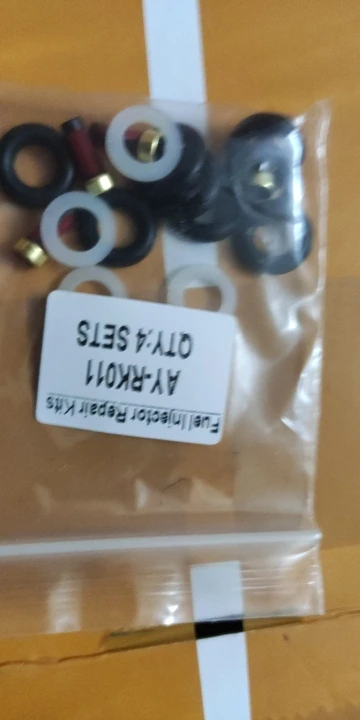 Fuel Injector Repair Kits
AY-RK011
QTY:4 SETS